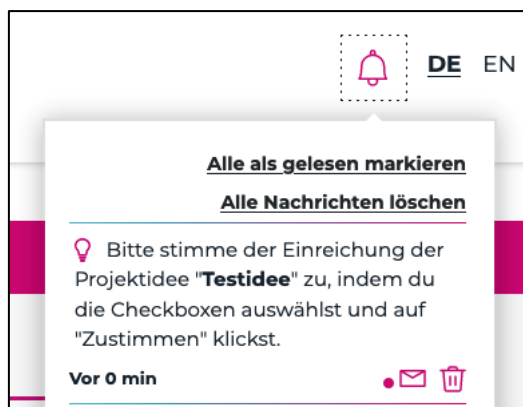 DE EN
Alle als gelesen markieren
Alle Nachrichten löschen
Bitte stimme der Einreichung der
Projektidee "Testidee" zu, indem du
die Checkboxen auswählst und auf
"Zustimmen" klickst.
Vor 0 min